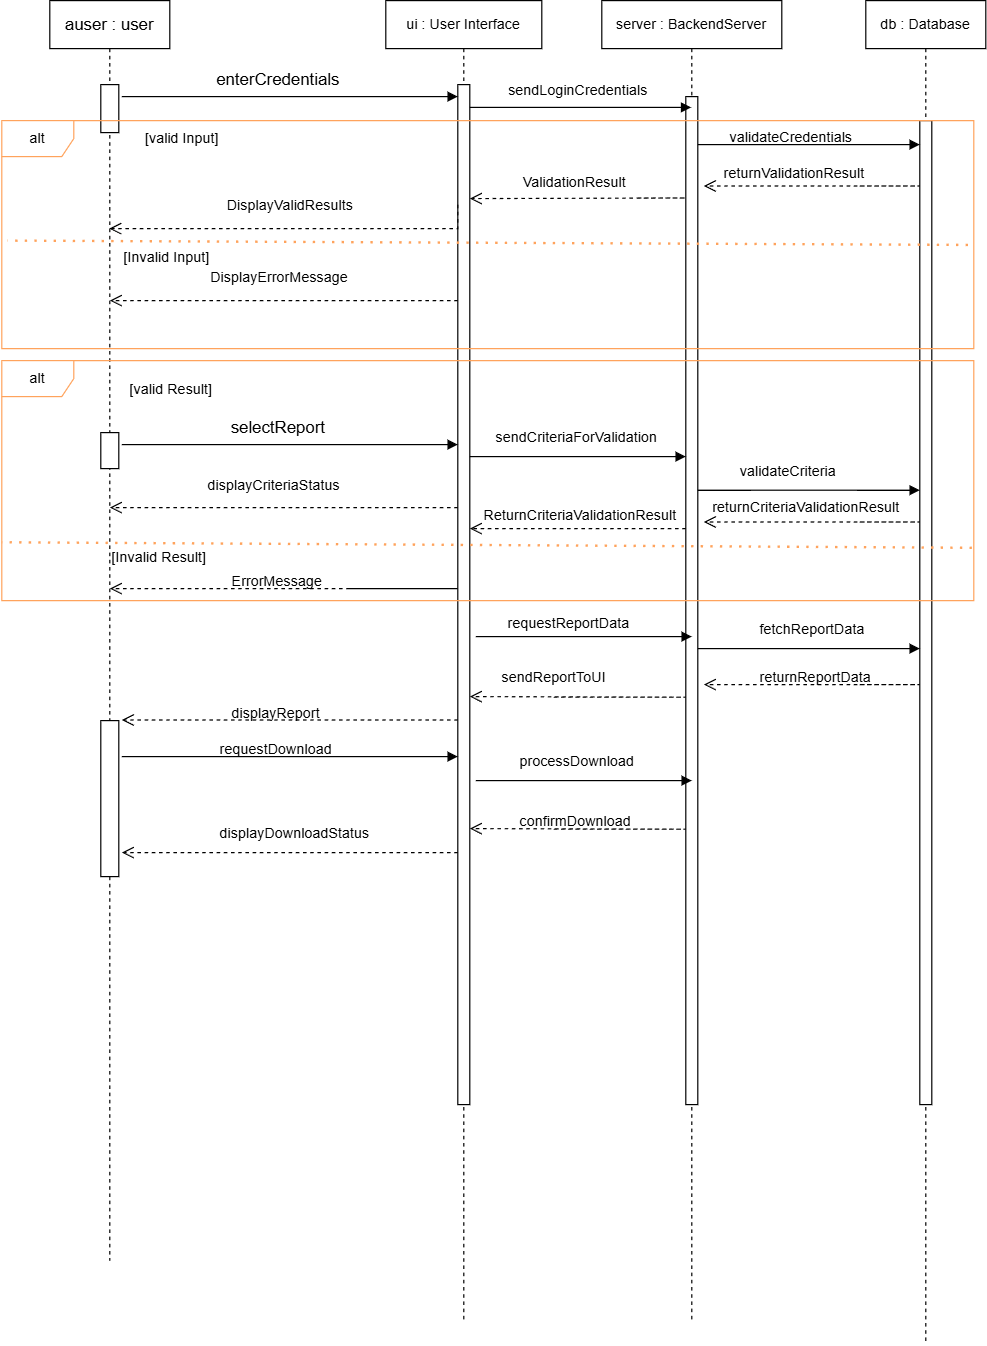 auser : user
ui : User Interface
server : BackendServer
db : Database
enterCredentials
sendLoginCredentials
alt
[valid Input]
validateCredentials
returnValidationResult
ValidationResult
DisplayValidResults
[Invalid Input]
DisplayErrorMessage
alt
[valid Result]
selectReport
sendCriteriaForValidation
validateCriteria
displayCriteriaStatus
returnCriteriaValidationResult
ReturnCriteriaValidationResult
[Invalid Result]
ErrorMessage
requestReportData
fetchReportData
sendReportToUI
returnReportData
displayReport
requestDownload
processDownload
confirmDownload
displayDownloadStatus